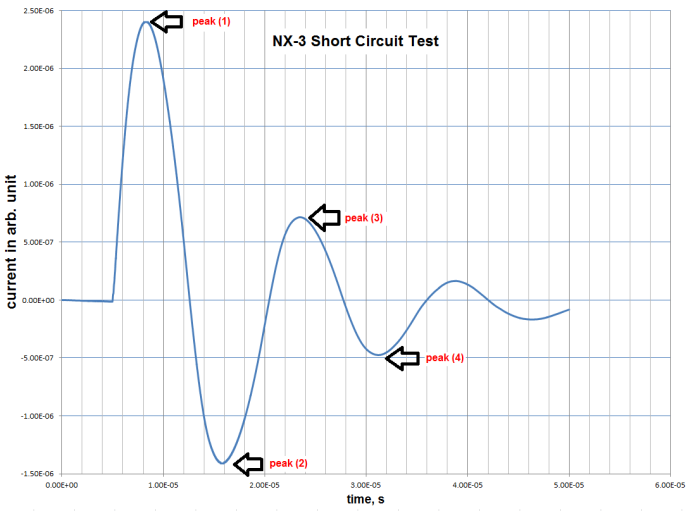 NX-3 Short Circuit Test
peak (1)
peak (2)
peak (3)
peak (4)
current in arb. unit
2.50E-06
2.00E-06
1.50E-06
1.00E-06
5.00E-07
0.00E+00
-5.00E-07
-1.00E-06
-1.50E-06
0.00E+00 1.00E-05 2.00E-05 3.00E-05 4.00E-05 5.00E-05 6.00E-05
time, s